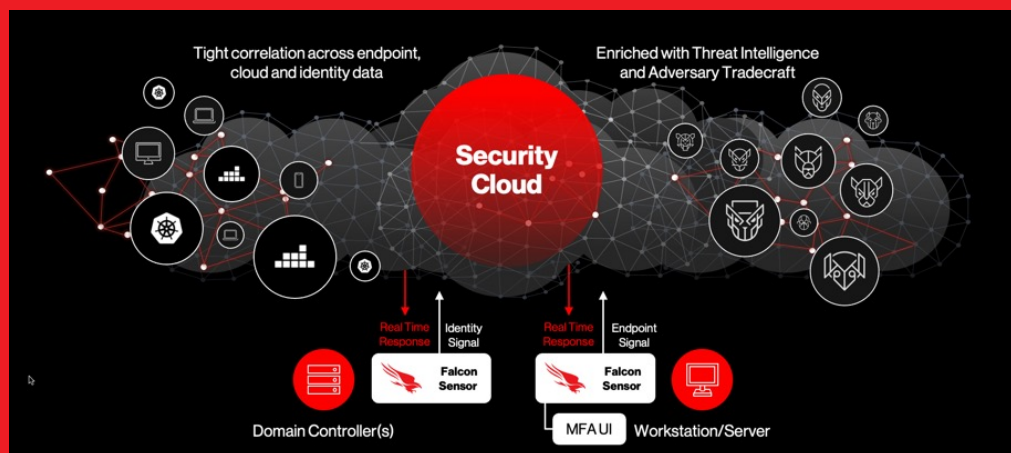 Tight correlation across endpoint,
cloud and identity data
Enriched with Threat Intelligence
and Adversary Tradecraft
Security
Cloud
Real Time
Response
Identity
Signal
Real Time
Response
Endpoint
Signal
Falcon
Sensor
Falcon
Sensor
MFA UI
Domain Controller(s)
Workstation/Server